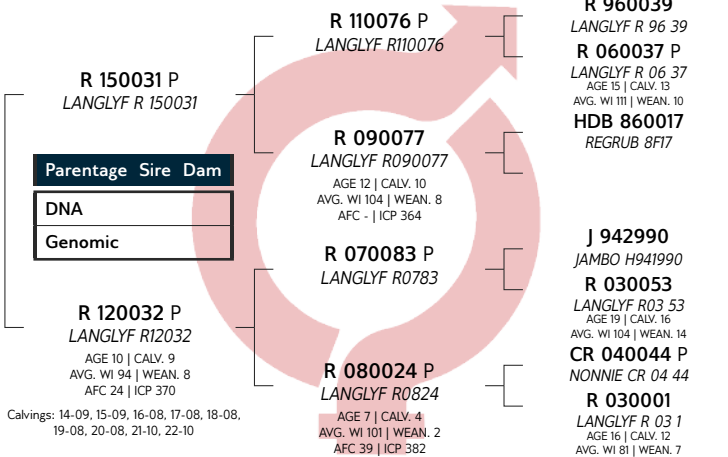 R 150031 P
LANGLYF R 150031
Parentage Sire Dam
DNA
Genomic
R 120032 P
LANGLYF R12032
AGE 10 | CALV. 9
AVG. WI 94 | WEAN. 8
AFC 24 | ICP 370
Calvings: 14-09, 15-09, 16-08, 17-08, 18-08,
19-08, 20-08, 21-10, 22-10
R 110076 P
LANGLYF R110076
R 090077
LANGLYF R090077
AGE 12 | CALV. 10
AVG. WI 104 | WEAN. 8
AFC - | ICP 364
R 070083 P
LANGLYF R0783
R 080024 P
LANGLYF R0824
AGE 7 | CALV. 4
AVG. WI 101 | WEAN. 2
AFC 39 | ICP 382
R 960039
LANGLYF R 96 39
R 060037 P
LANGLYF R 06 37
AGE 15 | CALV. 13
AVG. WI 111 | WEAN. 10
HDB 860017
REGRUB 8F17
J 942990
JAMBO H941990
R 030053
LANGLYF R03 53
AGE 19 | CALV. 16
AVG. WI 104 | WEAN. 14
CR 040044 P
NONNIE CR 04 44
R 030001
LANGLYF R 03 1
AGE 16 | CALV. 12
AVG. WI 81 | WEAN. 7